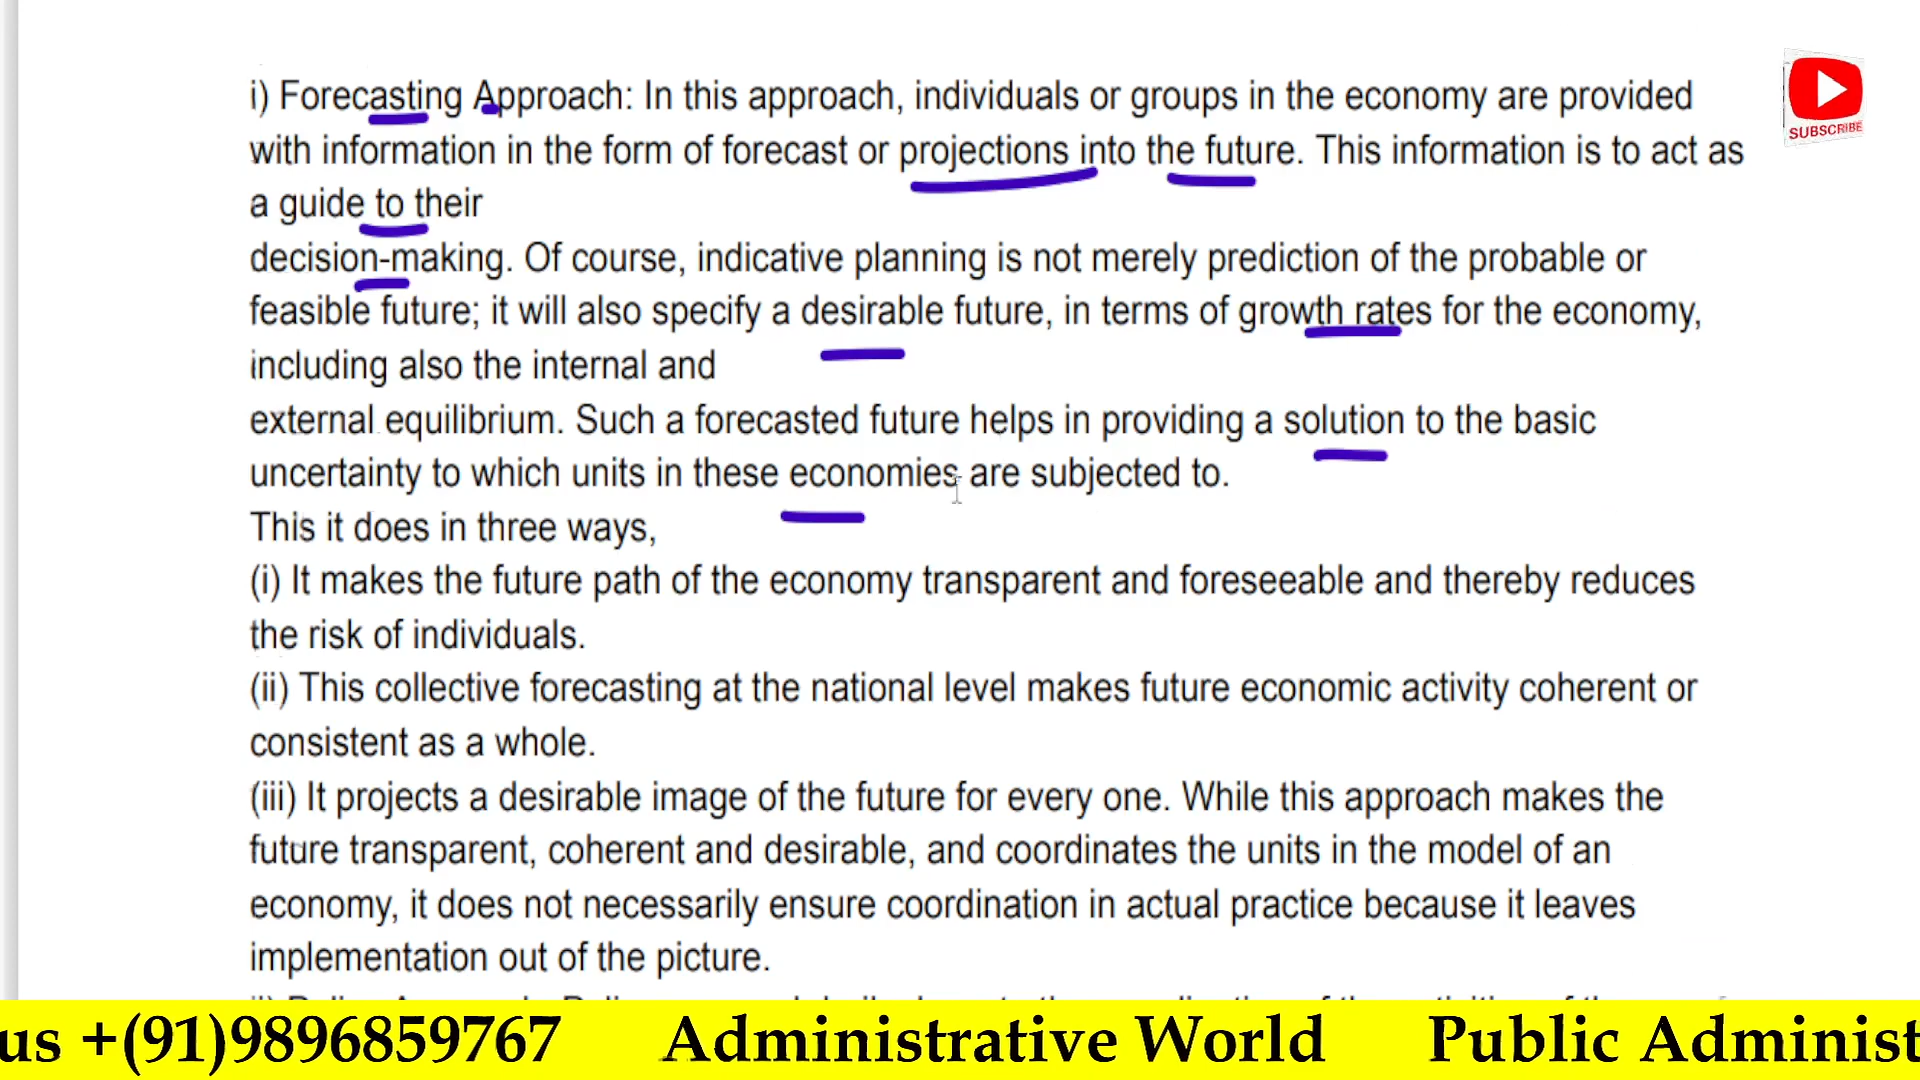 i) Forecasting Approach: In this approach, individuals or groups in the economy are provided
SUBSCRIBE
with information in the form of forecast or projections into the future. This information is to act as
a guide to their
decision-making. Of course, indicative planning is not merely prediction of the probable or
feasible future; it will also specify a desirable future, in terms of growth rates for the economy,
including also the internal and
external equilibrium. Such a forecasted future helps in providing a solution to the basic
uncertainty to which units in these economies are subjected to.
This it does in three ways,
(i) It makes the future path of the economy transparent and foreseeable and thereby reduces
the risk of individuals.
(ii) This collective forecasting at the national level makes future economic activity coherent or
consistent as a whole.
(iii) It projects a desirable image of the future for every one. While this approach makes the
future transparent, coherent and desirable, and coordinates the units in the model of an
economy, it does not necessarily ensure coordination in actual practice because it leaves
implementation out of the picture.
us +(91)9896859767 Administrative World Public Administ